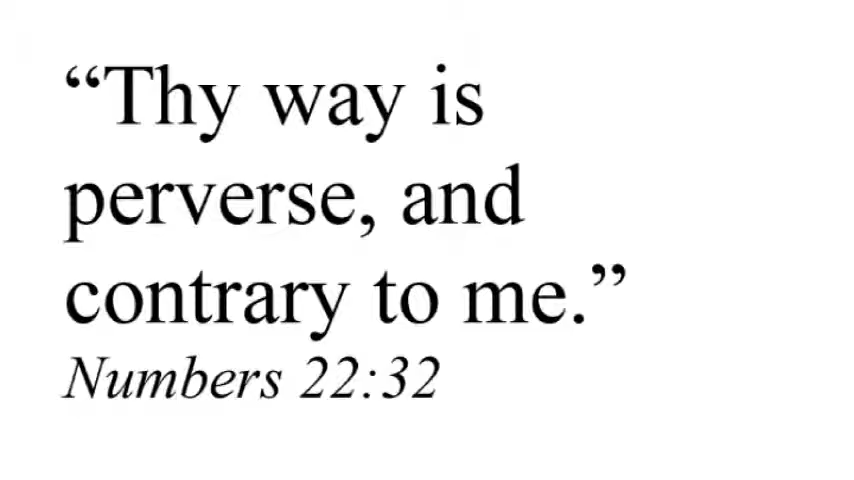 “Thy way is
perverse, and
contrary to me.”
Numbers 22:32